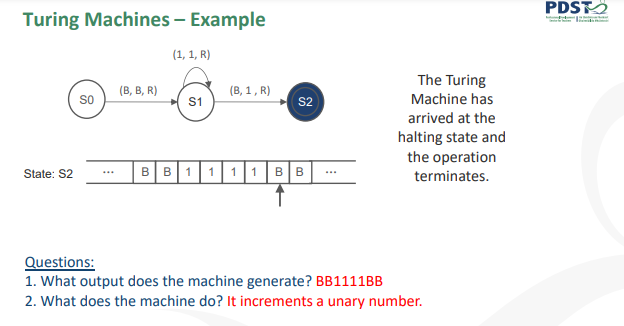 Turing Machines – Example
PDST
(1, 1, R)
(B, B, R)
(B, 1 , R)
S0
S1
S2
The Turing
Machine has
arrived at the
halting state and
the operation
terminates.
State: S2
... B B 1 1 1 1 B B ...
Questions:
1. What output does the machine generate? BB1111BB
2. What does the machine do? It increments a unary number.